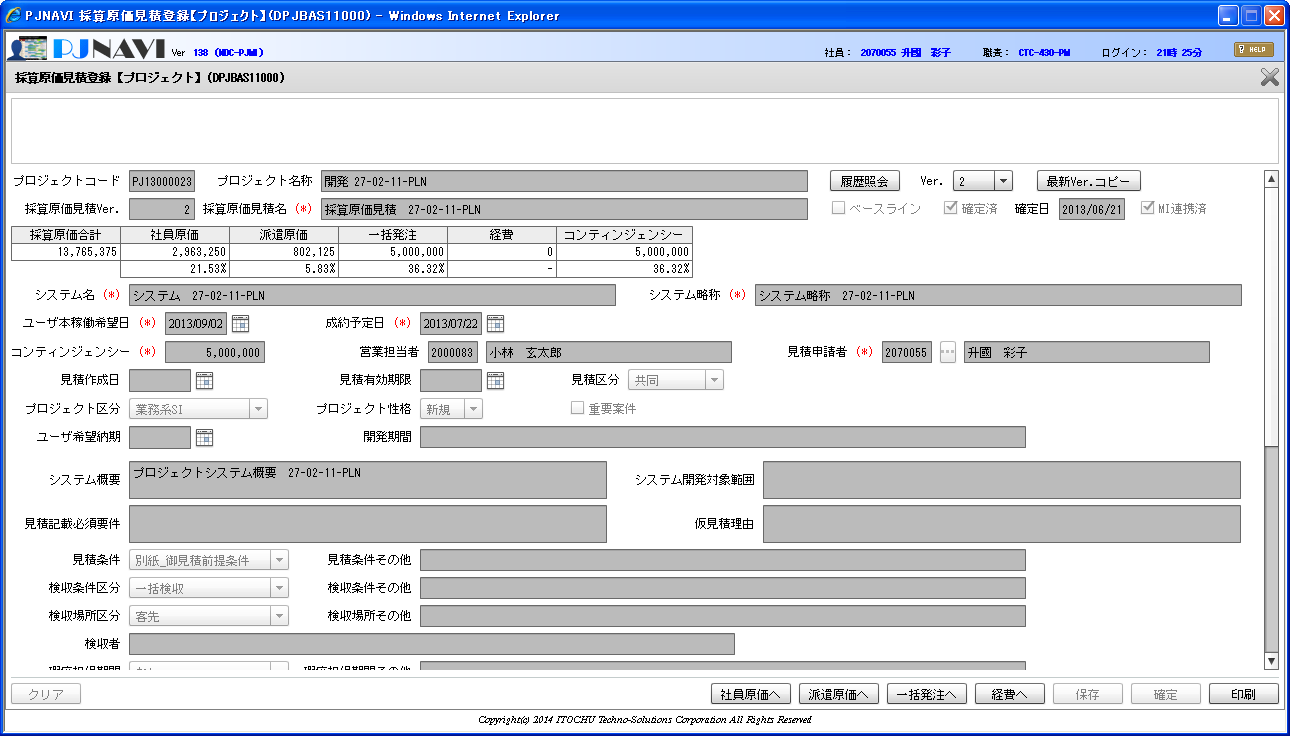 PJNAVI 採算原価見積登録【プロジェクト】(DPJBAS11000) - Windows Internet Explorer
PJNAVI Ver 138 (MDC-PJMI) 社員： 2070055 升國　彩子 職責： CTC-430-PM ログイン： 21時 25分 ? HELP
採算原価見積登録【プロジェクト】(DPJBAS11000)
プロジェクトコード PJ13000023 プロジェクト名称 開発 27-02-11-PLN 履歴照会 Ver. 2 最新Ver.コピー
採算原価見積Ver. 2 採算原価見積名 (*) 採算原価見積　27-02-11-PLN ベースライン 確定済 確定日 2013/06/21 MI連携済
採算原価合計 社員原価 派遣原価 一括発注 経費 コンティンジェンシー
13,765,375 2,963,250 802,125 5,000,000 0 5,000,000
21.53% 5.83% 36.32% - 36.32%
システム名 (*) システム　27-02-11-PLN システム略称 (*) システム略称　27-02-11-PLN
ユーザ本稼働希望日 (*) 2013/09/02 成約予定日 (*) 2013/07/22
コンティンジェンシー (*) 5,000,000 営業担当者 2000083 小林　玄太郎 見積申請者 (*) 2070055 ... 升國　彩子
見積作成日 見積有効期限 見積区分 共同
プロジェクト区分 業務系SI プロジェクト性格 新規 重要案件
ユーザ希望納期 開発期間
システム概要 プロジェクトシステム概要　27-02-11-PLN システム開発対象範囲
見積記載必須要件 仮見積理由
見積条件 別紙_御見積前提条件 見積条件その他
検収条件区分 一括検収 検収条件その他
検収場所区分 客先 検収場所その他
検収者
クリア 社員原価へ 派遣原価へ 一括発注へ 経費へ 保存 確定 印刷
Copyright(c) 2014 ITOCHU Techno-Solutions Corporation All Rights Reserved